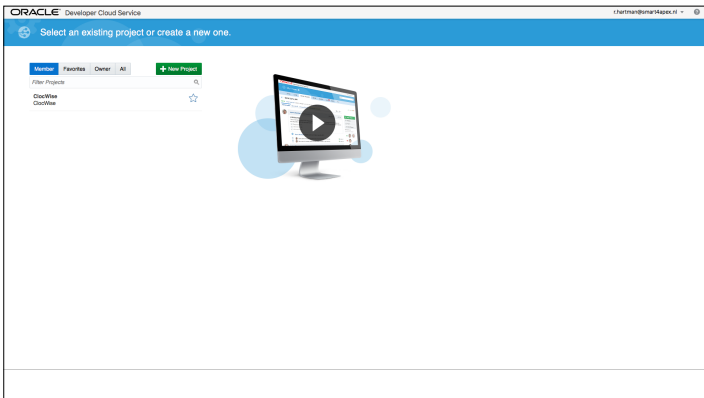 ORACLE Developer Cloud Service
r.hartman@smart4apex.nl
Select an existing project or create a new one.
Member Favorites Owner All New Project
Filter Projects
ClocWise
ClocWise